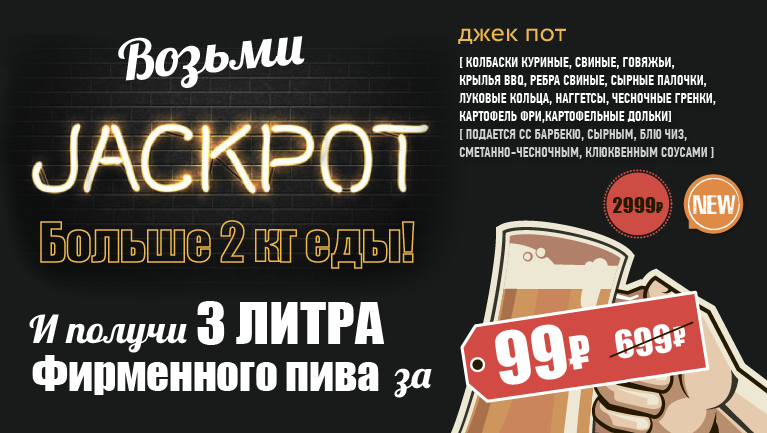 Возьми
JACKPOT
Больше 2 кг еды!
И получи 3 ЛИТРА
Фирменного пива за
джек пот
[ КОЛБАСКИ КУРИНЫЕ, СВИНЫЕ, ГОВЯЖЬИ,
КРЫЛЬЯ BBQ, РЕБРА СВИНЫЕ, СЫРНЫЕ ПАЛОЧКИ,
ЛУКОВЫЕ КОЛЬЦА, НАГГЕТСЫ, ЧЕСНОЧНЫЕ ГРЕНКИ,
КАРТОФЕЛЬ ФРИ,КАРТОФЕЛЬНЫЕ ДОЛЬКИ]
[ ПОДАЕТСЯ СС БАРБЕКЮ, СЫРНЫМ, БЛЮ ЧИЗ,
СМЕТАННО-ЧЕСНОЧНЫМ, КЛЮКВЕННЫМ СОУСАМИ ]
2999₽
NEW
99₽ 699₽